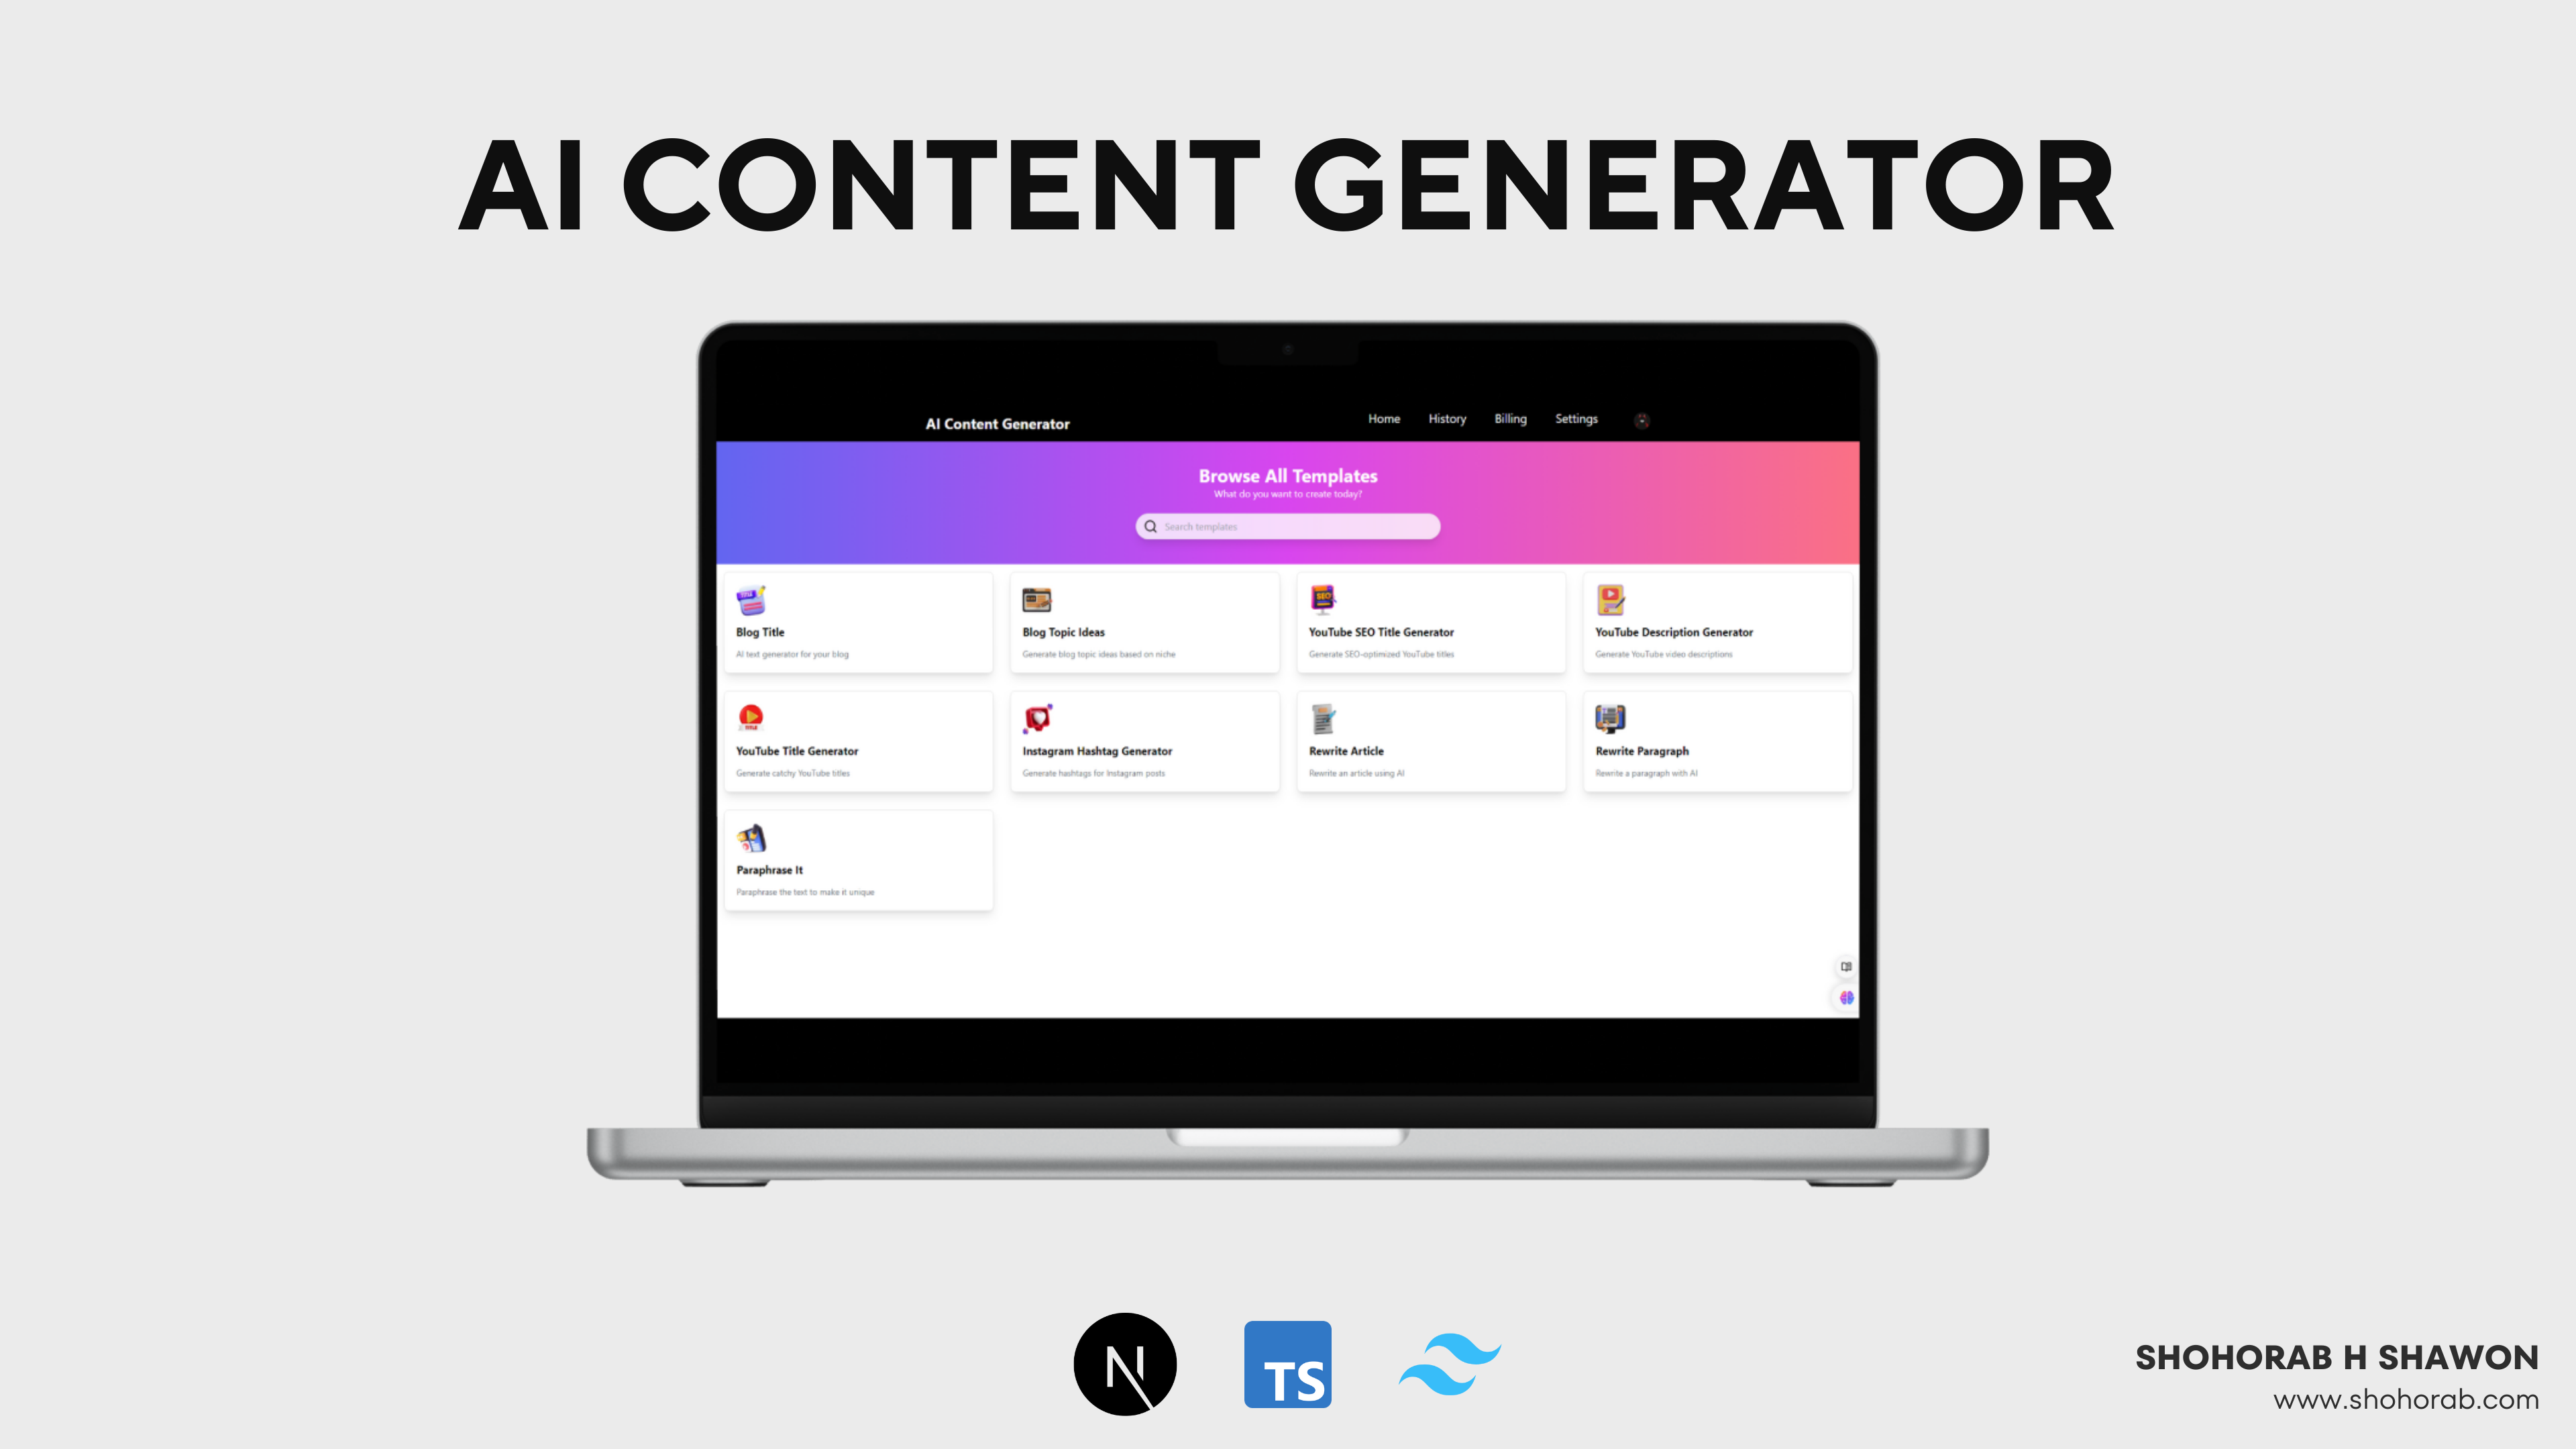 AI CONTENT GENERATOR
AI Content Generator
Home History Billing Settings
Browse All Templates
What do you want to create today?
Search templates
Blog Title
AI text generator for your blog
Blog Topic Ideas
Generate blog topic ideas based on niche
SEO
YouTube SEO Title Generator
Generate SEO-optimized YouTube titles
YouTube Description Generator
Generate YouTube video descriptions
YouTube Title Generator
Generate catchy YouTube titles
Instagram Hashtag Generator
Generate hashtags for Instagram posts
Rewrite Article
Rewrite an article using AI
Rewrite Paragraph
Rewrite a paragraph with AI
Paraphrase It
Paraphrase the text to make it unique
N
TS
SHOHORAB H SHAWON
www.shohorab.com